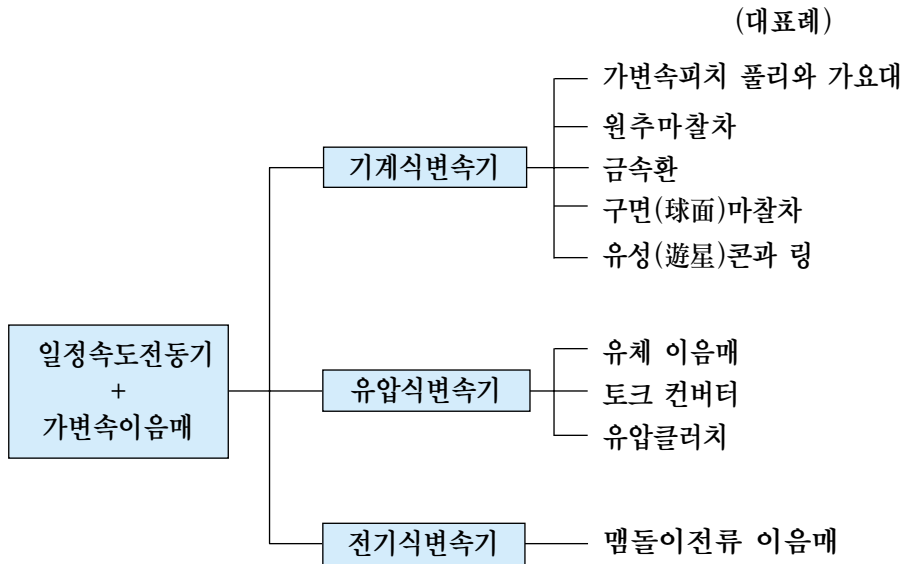 (대표례)
가변속피치 풀리와 가요대
원추마찰차
기계식변속기
금속환
구면(球面)마찰차
유성(遊星)콘과 링
일정속도전동기
+
가변속이음매
유체 이음매
유압식변속기
토크 컨버터
유압클러치
전기식변속기
맴돌이전류 이음매